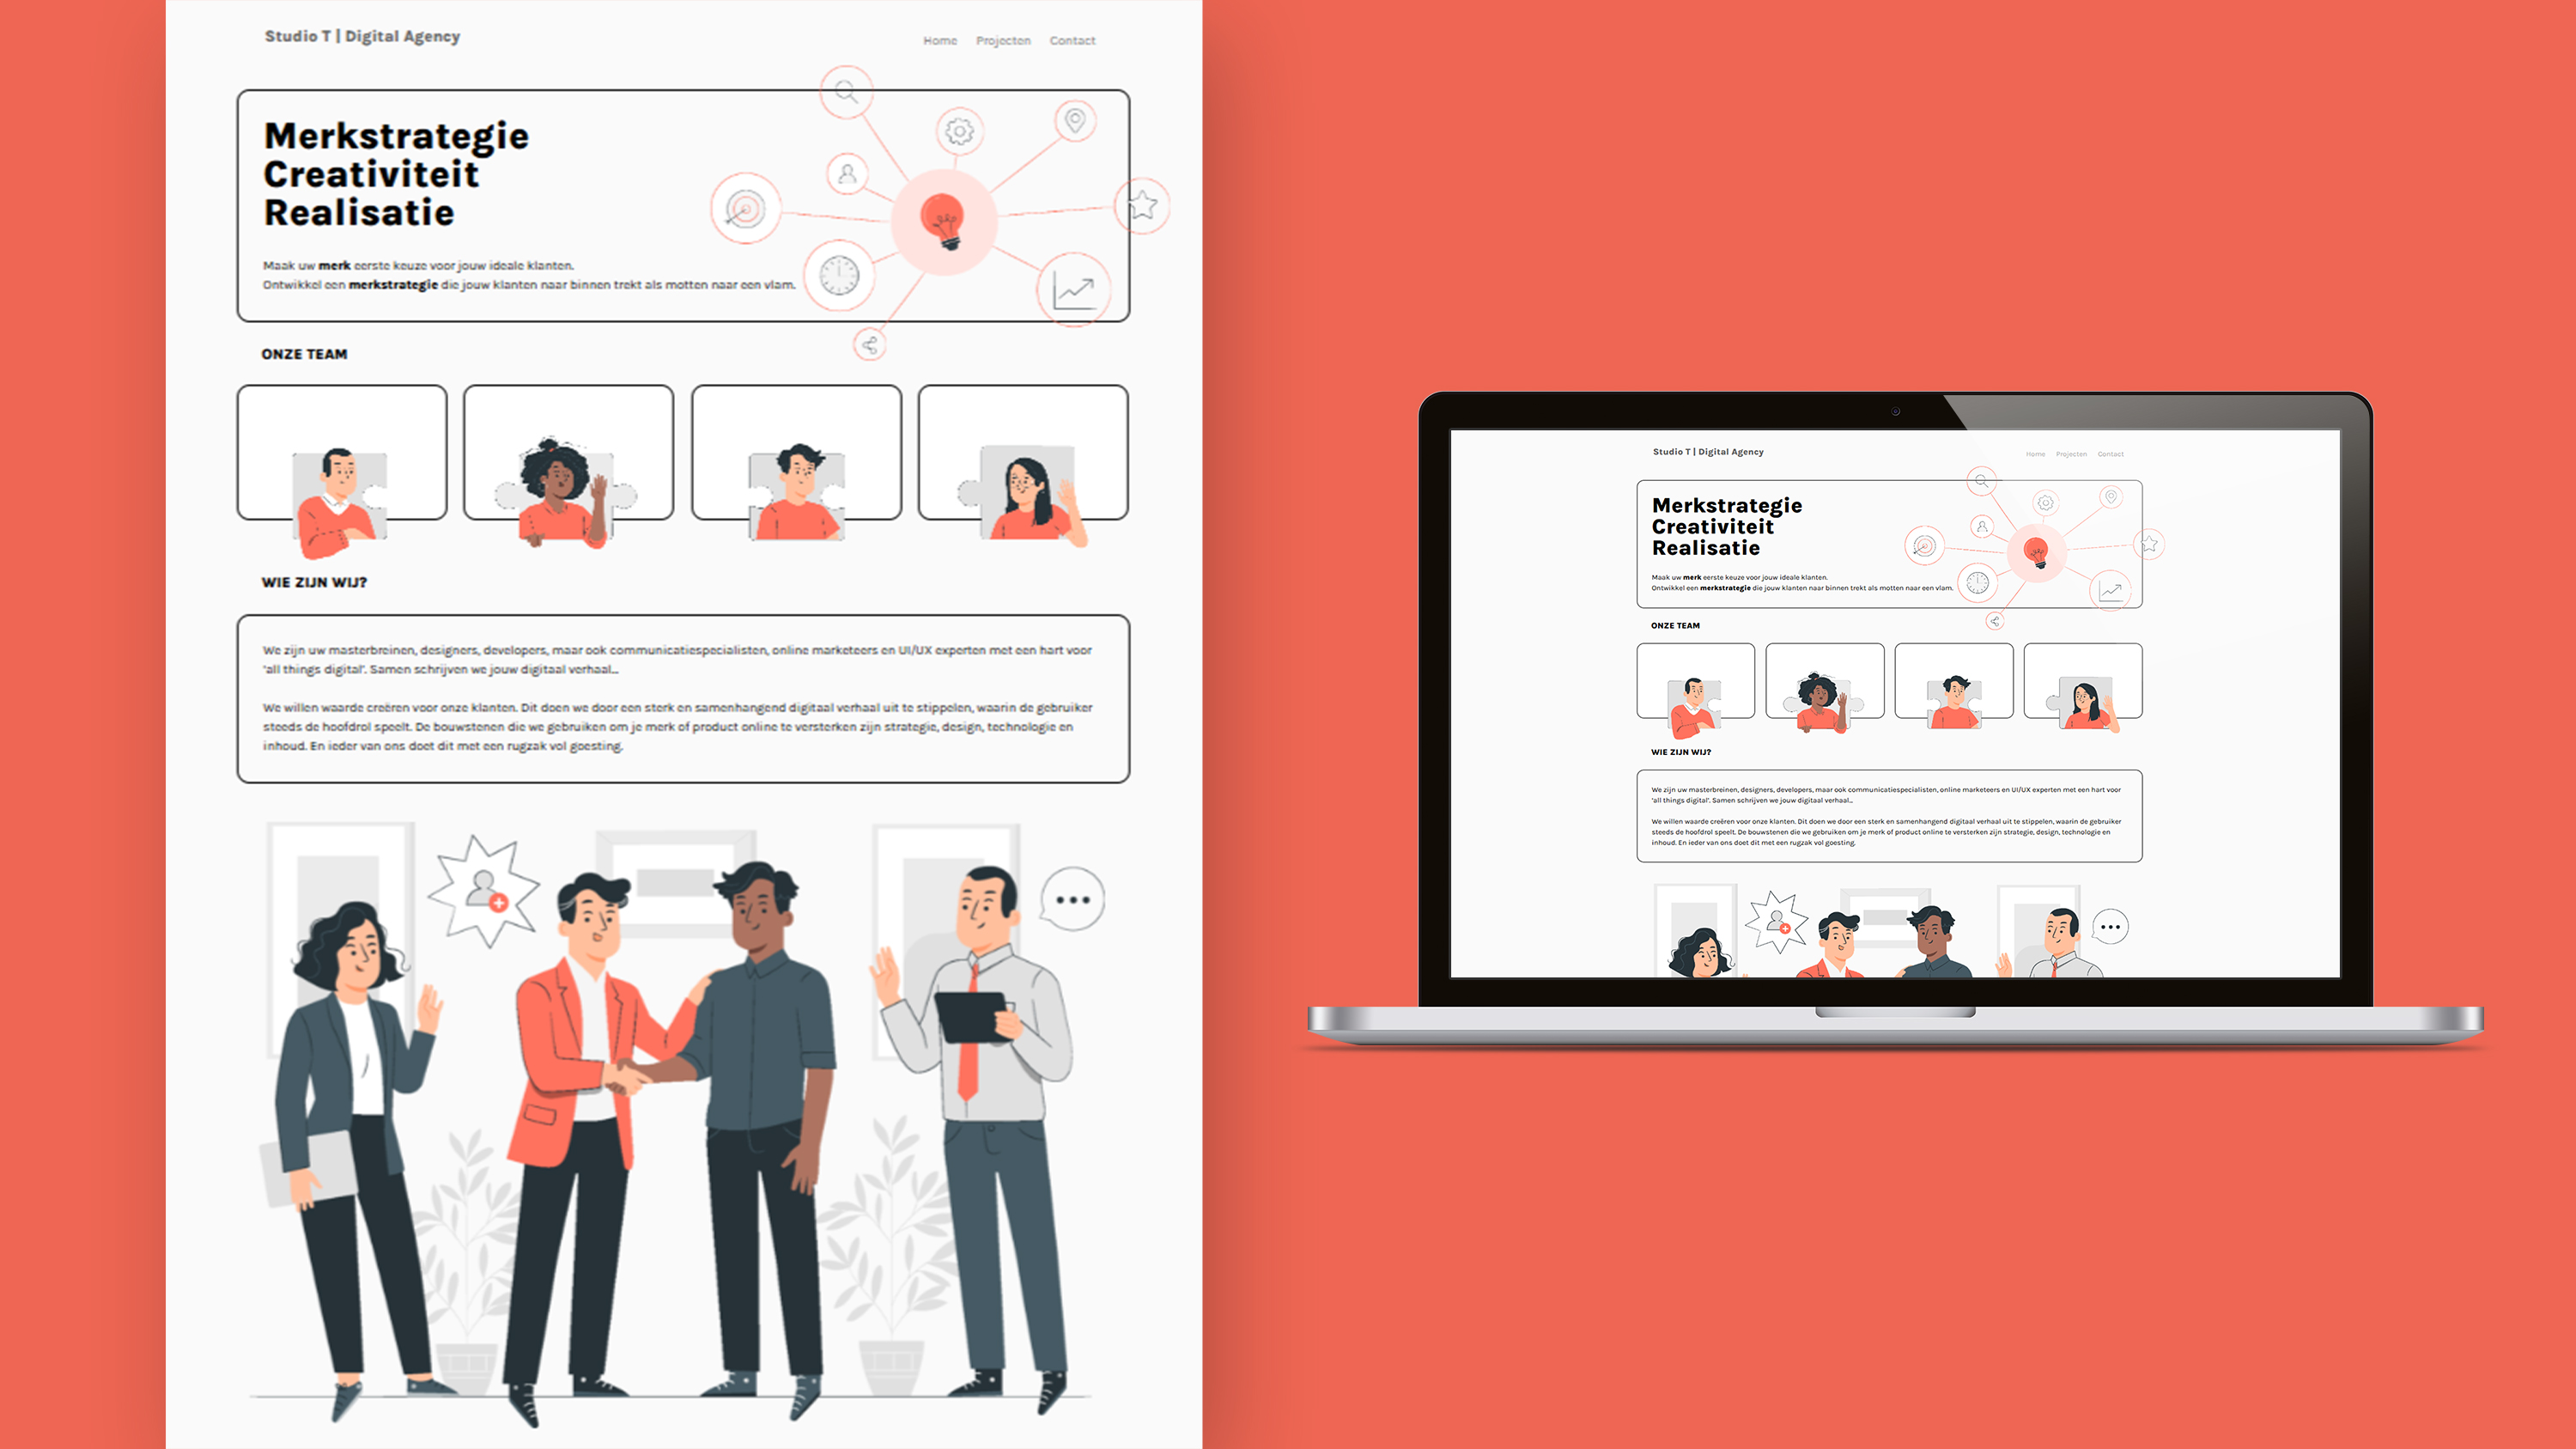 Studio T | Digital Agency
Home Projecten Contact
Merkstrategie
Creativiteit
Realisatie
Maak uw merk eerste keuze voor jouw ideale klanten.
Ontwikkel een merkstrategie die jouw klanten naar binnen trekt als motten naar een vlam.
ONZE TEAM
WIE ZIJN WIJ?
We zijn uw masterbreinen, designers, developers, maar ook communicatiespecialisten, online marketeers en UI/UX experten met een hart voor
'all things digital'. Samen schrijven we jouw digitaal verhaal...
We willen waarde creëren voor onze klanten. Dit doen we door een sterk en samenhangend digitaal verhaal uit te stippelen, waarin de gebruiker
steeds de hoofdrol speelt. De bouwstenen die we gebruiken om je merk of product online te versterken zijn strategie, design, technologie en
inhoud. En ieder van ons doet dit met een rugzak vol goesting.
Studio T | Digital Agency
Home Projecten Contact
Merkstrategie
Creativiteit
Realisatie
Maak uw merk eerste keuze voor jouw ideale klanten.
Ontwikkel een merkstrategie die jouw klanten naar binnen trekt als motten naar een vlam.
ONZE TEAM
WIE ZIJN WIJ?
We zijn uw masterbreinen, designers, developers, maar ook communicatiespecialisten, online marketeers en UI/UX experten met een hart voor
'all things digital'. Samen schrijven we jouw digitaal verhaal...
We willen waarde creëren voor onze klanten. Dit doen we door een sterk en samenhangend digitaal verhaal uit te stippelen, waarin de gebruiker
steeds de hoofdrol speelt. De bouwstenen die we gebruiken om je merk of product online te versterken zijn strategie, design, technologie en
inhoud. En ieder van ons doet dit met een rugzak vol goesting.